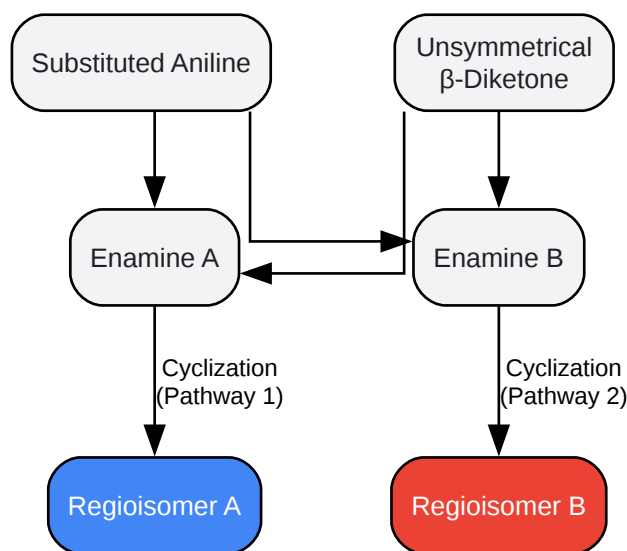 Substituted Aniline
Unsymmetrical
β-Diketone
Enamine A
Enamine B
Cyclization
(Pathway 1)
Cyclization
(Pathway 2)
Regioisomer A
Regioisomer B